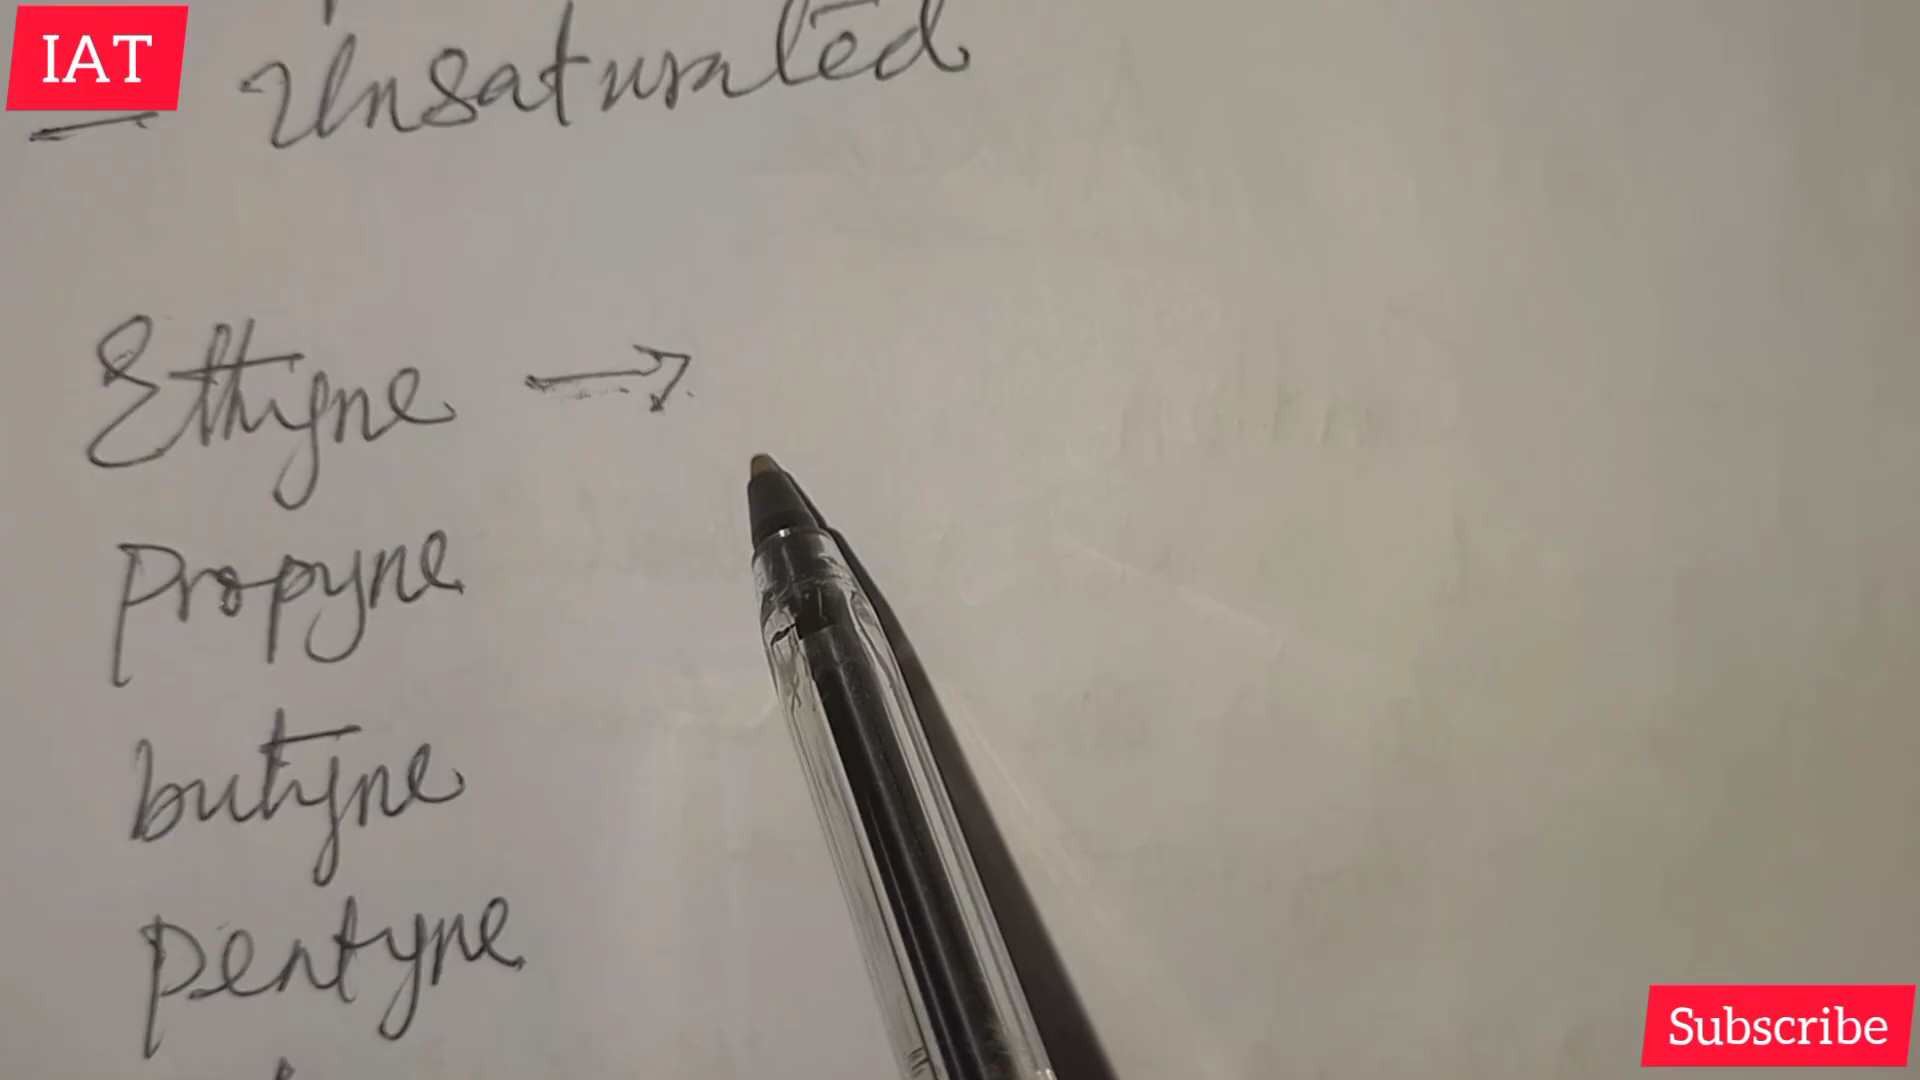 IAT
— Unsaturated
Ethyne →
Propyne
butyne
pentyne
Subscribe